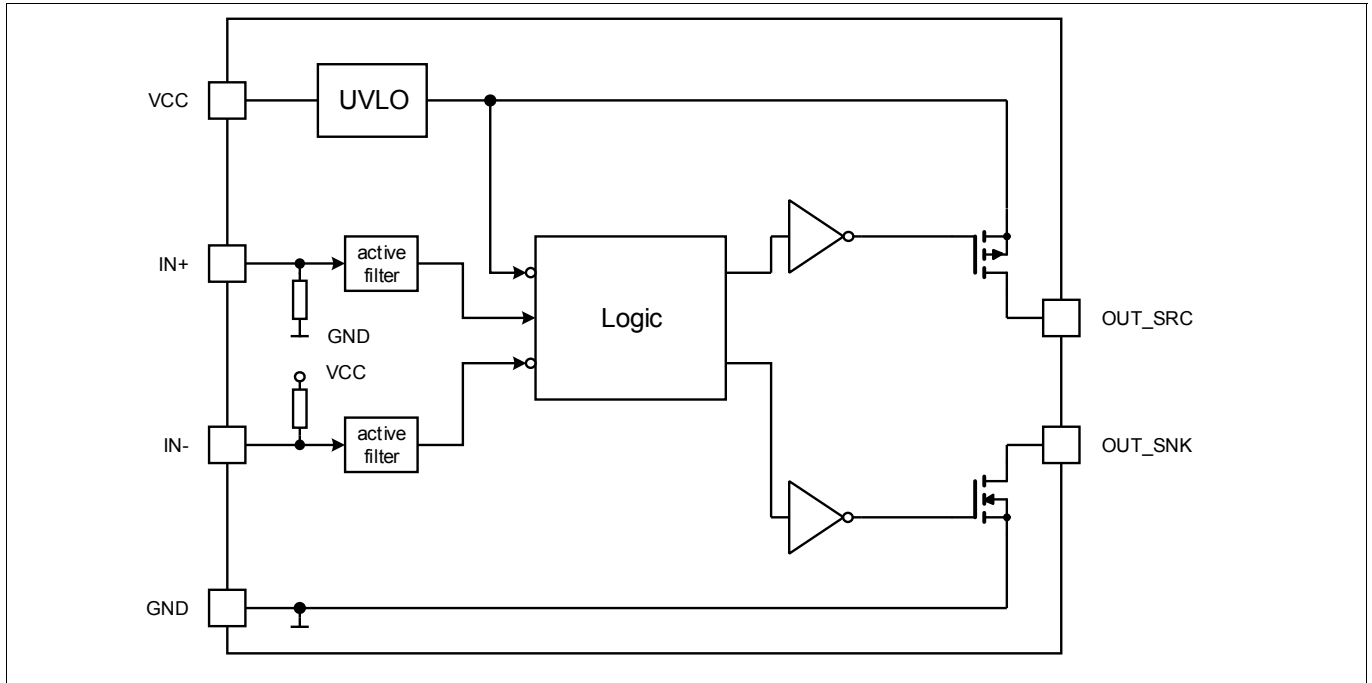 VCC
UVLO
IN+
active
filter
GND
Logic
OUT_SRC
VCC
IN-
active
filter
OUT_SNK
GND